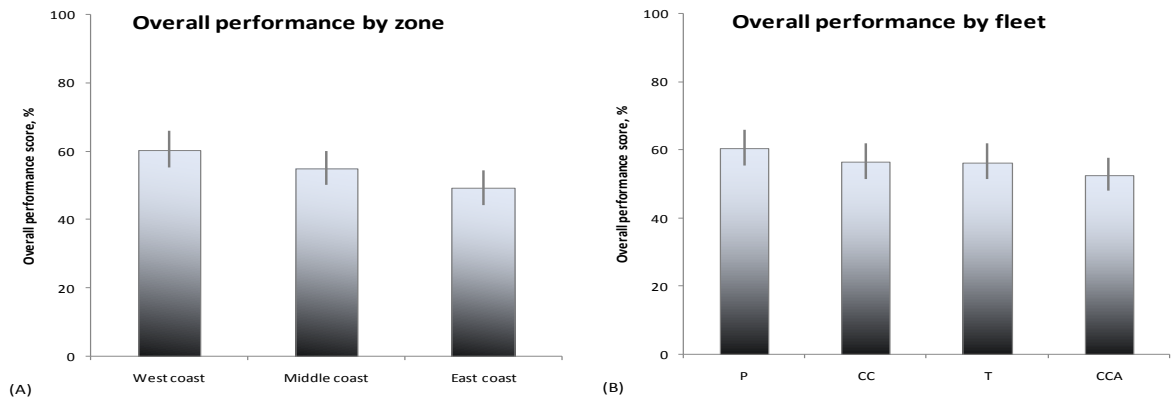 Overall performance by zone
100
80
60
40
20
0
Overall performance score, %
West coast Middle coast East coast
(A)
Overall performance by fleet
100
80
60
40
20
0
Overall performance score, %
P CC T CCA
(B)